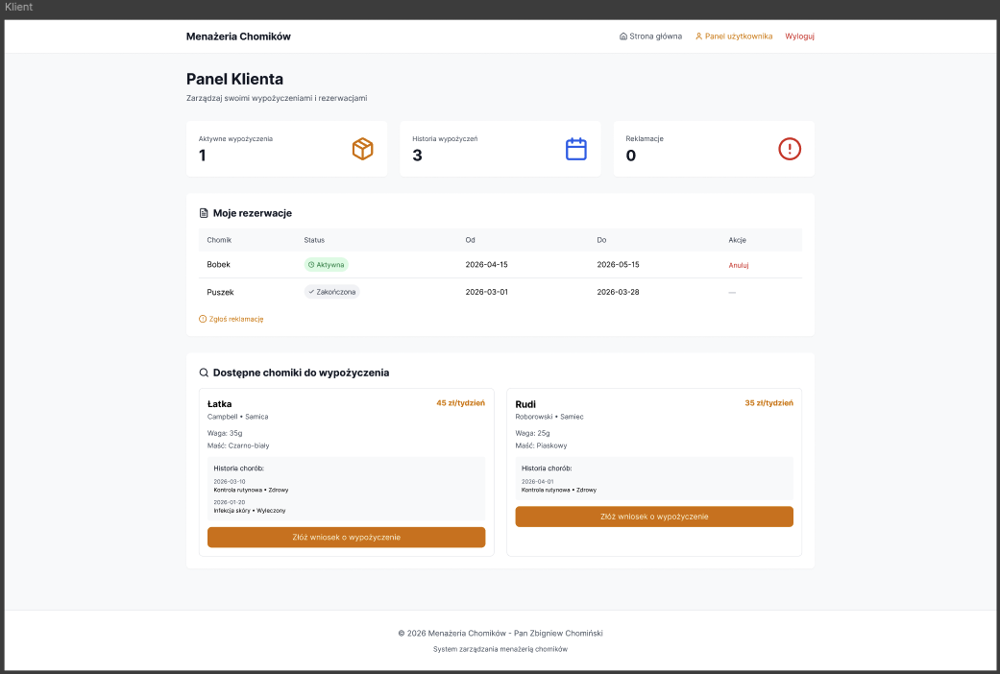 Klient
Menażeria Chomików
Strona główna Panel użytkownika Wyloguj
Panel Klienta
Zarządzaj swoimi wypożyczeniami i rezerwacjami
Aktywne wypożyczenia
1
Historia wypożyczeń
3
Reklamacje
0
Moje rezerwacje
Chomik Status Od Do Akcje
Bobek Aktywna 2026-04-15 2026-05-15 Anuluj
Puszek Zakończona 2026-03-01 2026-03-28 —
Zgłoś reklamację
Dostępne chomiki do wypożyczenia
Łatka 45 zł/tydzień
Campbell • Samica
Waga: 35g
Maść: Czarno-biały
Historia chorób:
2026-03-10
Kontrola rutynowa • Zdrowy
2026-01-20
Infekcja skóry • Wyleczony
Złóż wniosek o wypożyczenie
Rudi 35 zł/tydzień
Roborowski • Samiec
Waga: 25g
Maść: Piaskowy
Historia chorób:
2026-04-01
Kontrola rutynowa • Zdrowy
Złóż wniosek o wypożyczenie
© 2026 Menażeria Chomików - Pan Zbigniew Chomiński
System zarządzania menażerią chomików